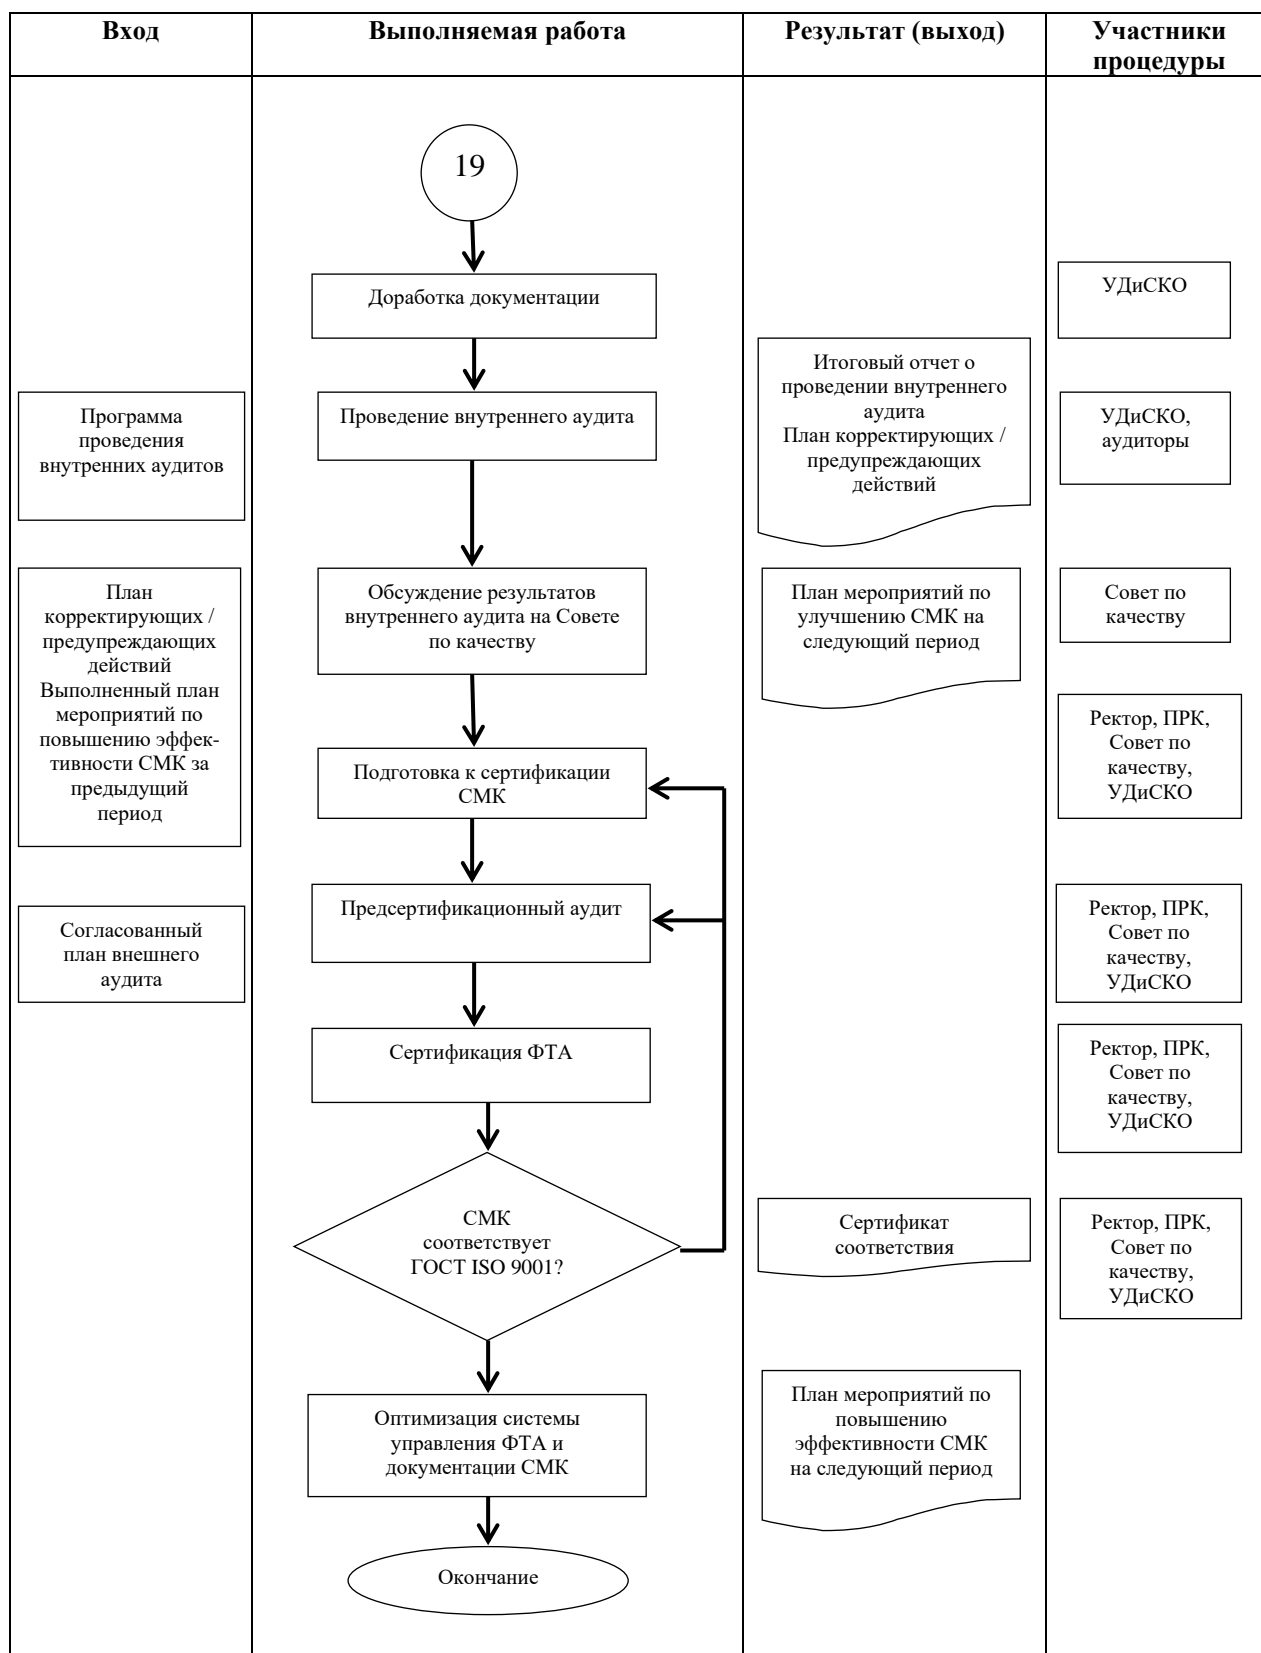 Вход
Выполняемая работа
Результат (выход)
Участники
процедуры
19
Доработка документации
УДиСКО
Программа
проведения
внутренних аудитов
Проведение внутреннего аудита
Итоговый отчет о
проведении внутреннего
аудита
План корректирующих /
предупреждающих
действий
УДиСКО,
аудиторы
План
корректирующих /
предупреждающих
действий
Выполненный план
мероприятий по
повышению эффек-
тивности СМК за
предыдущий
период
Обсуждение результатов
внутреннего аудита на Совете
по качеству
План мероприятий по
улучшению СМК на
следующий период
Совет по
качеству
Подготовка к сертификации
СМК
Ректор, ПРК,
Совет по
качеству,
УДиСКО
Согласованный
план внешнего
аудита
Предсертификационный аудит
Ректор, ПРК,
Совет по
качеству,
УДиСКО
Сертификация ФТА
Ректор, ПРК,
Совет по
качеству,
УДиСКО
СМК
соответствует
ГОСТ ISO 9001?
Сертификат
соответствия
Ректор, ПРК,
Совет по
качеству,
УДиСКО
Оптимизация системы
управления ФТА и
документации СМК
План мероприятий по
повышению
эффективности СМК
на следующий период
Окончание